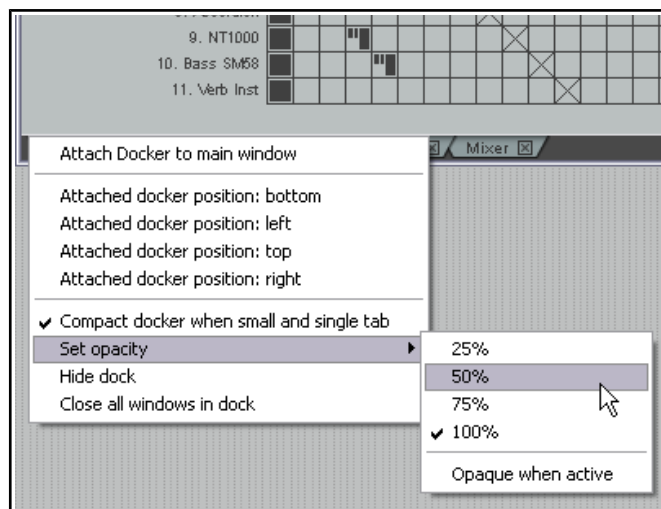 9. NT1000
10. Bass SM58
11. Verb Inst
Mixer
Attach Docker to main window
Attached docker position: bottom
Attached docker position: left
Attached docker position: top
Attached docker position: right
Compact docker when small and single tab
Set opacity
Hide dock
Close all windows in dock
25%
50%
75%
100%
Opaque when active